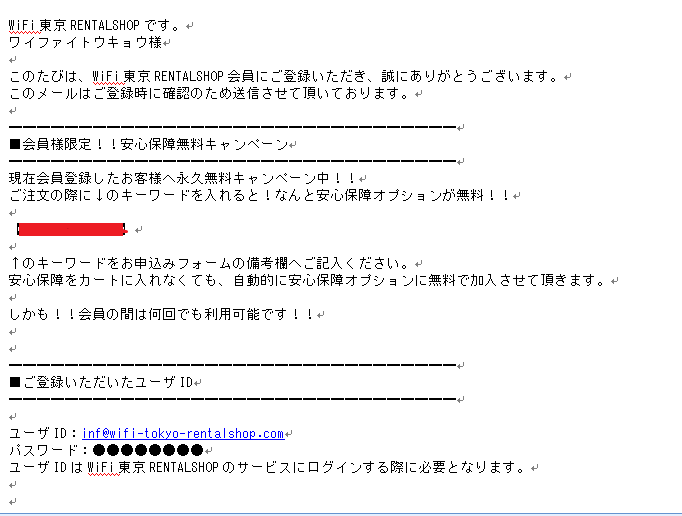 WiFi東京RENTALSHOPです。
ワイファイトウキョウ様
このたびは、WiFi東京RENTALSHOP会員にご登録いただき、誠にありがとうございます。
このメールはご登録時に確認のため送信させて頂いております。
■会員様限定！！安心保障無料キャンペーン
現在会員登録したお客様へ永久無料キャンペーン中！！
ご注文の際に↓のキーワードを入れると！なんと安心保障オプションが無料！！
↑のキーワードをお申込みフォームの備考欄へご記入ください。
安心保障をカートに入れなくても、自動的に安心保障オプションに無料で加入させて頂きます。
しかも！！会員の間は何回でも利用可能です！！
■ご登録いただいたユーザID
ユーザID：inf@wifi-tokyo-rentalshop.com
パスワード：●●●●●●●●
ユーザIDはWiFi東京RENTALSHOPのサービスにログインする際に必要となります。